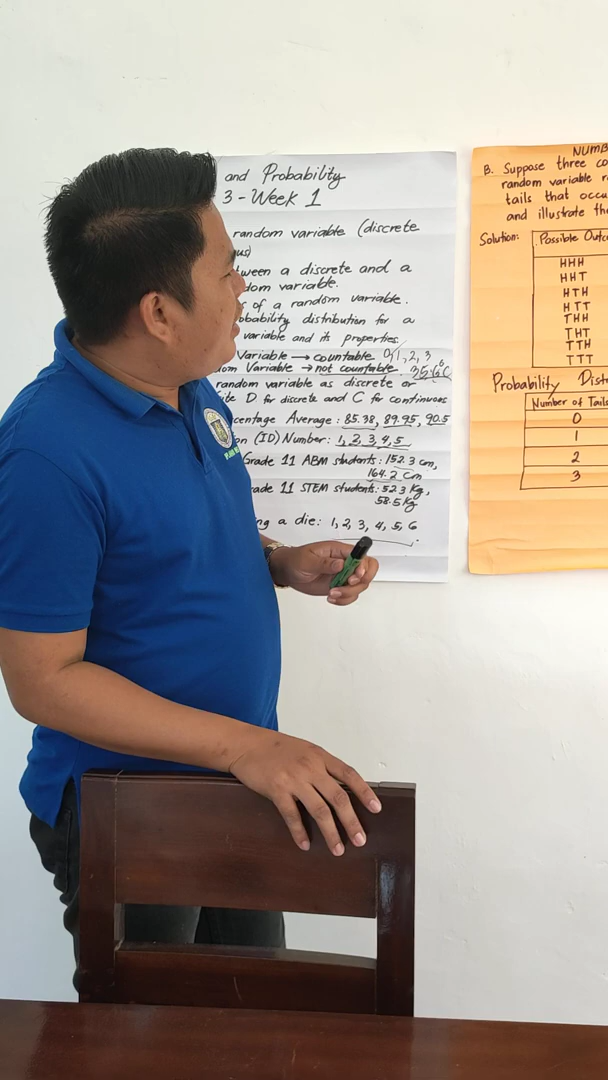 and Probability
3 - Week 1
random variable (discrete
us)
tween a discrete and a
dom variable.
s of a random variable.
obability distribution for a
variable and its properties.
Variable → countable 0, 1, 2, 3
dom Variable → not countable
random variable as discrete or
ite D for discrete and C for continuous
centage Average : 85.38, 89.95, 90.5
on (ID) Number : 1, 2, 3, 4, 5
Grade 11 ABM students : 152.3 cm,
164.2 cm
ade 11 STEM students : 52.3 kg,
58.5 kg
ng a die : 1, 2, 3, 4, 5, 6
NUMB
B. Suppose three co
random variable r
tails that occu
and illustrate th
Solution:
Possible Outco
HHH
HHT
HTH
HTT
THH
THT
TTH
TTT
Probability Dist
Number of Tails
0
1
2
3